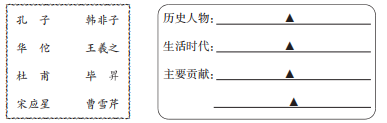 孔 子 韩非子
华 佗 王羲之
杜 甫 毕 昇
宋应星 曹雪芹
历史人物：▲
生活时代：▲
主要贡献：▲
▲